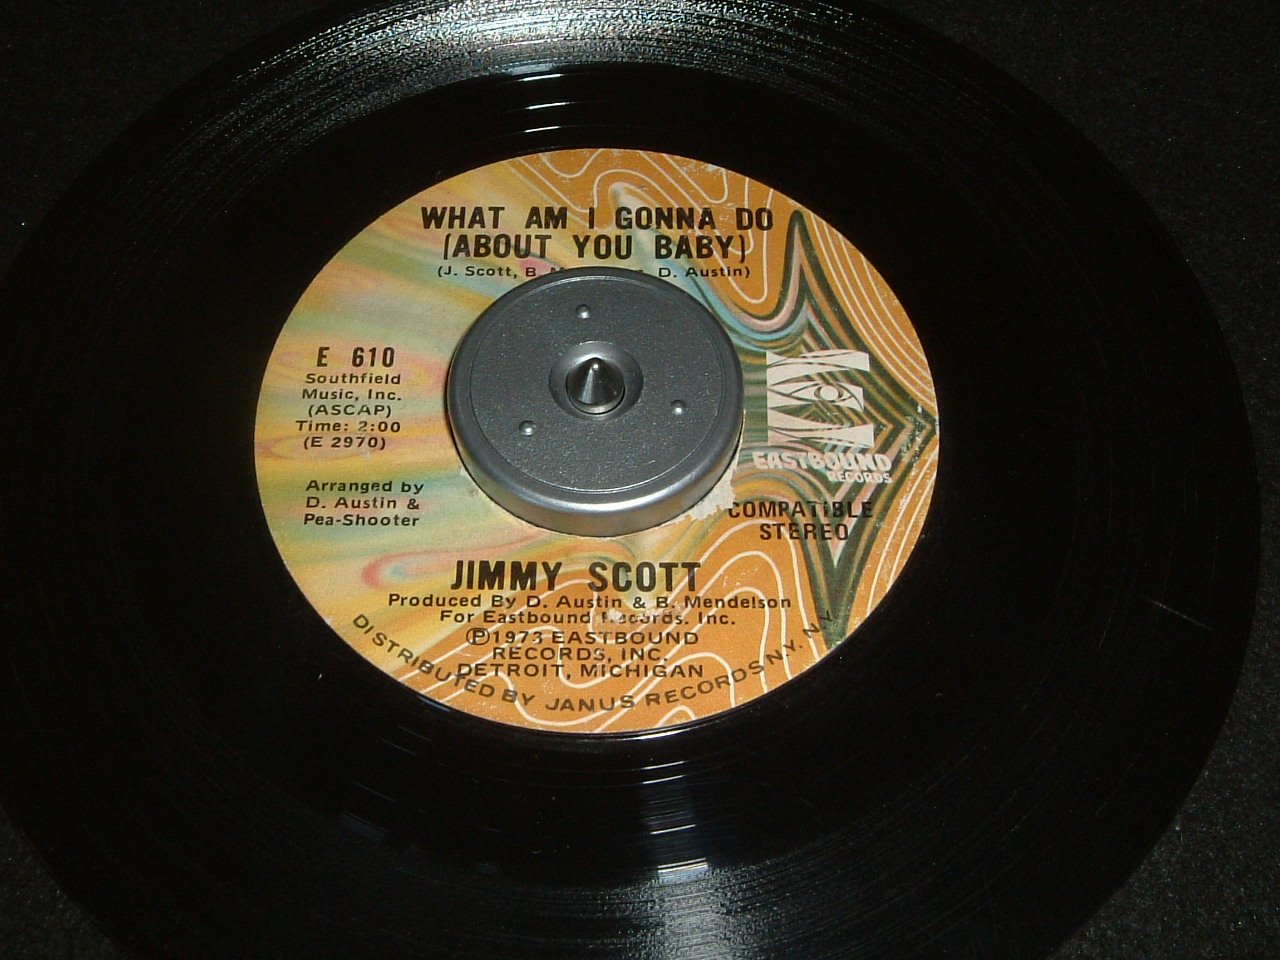 WHAT AM I GONNA DO
(ABOUT YOU BABY)
(J. Scott, B. D. Austin)
E 610
Southfield
Music, Inc.
(ASCAP)
Time: 2:00
(E 2970)
Arranged by
D. Austin &
Pea-Shooter
EASTBOUND
RECORDS
COMPATIBLE
STEREO
JIMMY SCOTT
Produced By D. Austin & B. Mendelson
For Eastbound Records, Inc.
℗1973 EASTBOUND
RECORDS, INC.
DETROIT, MICHIGAN
DISTRIBUTED BY JANUS RECORDS NY. N.Y.